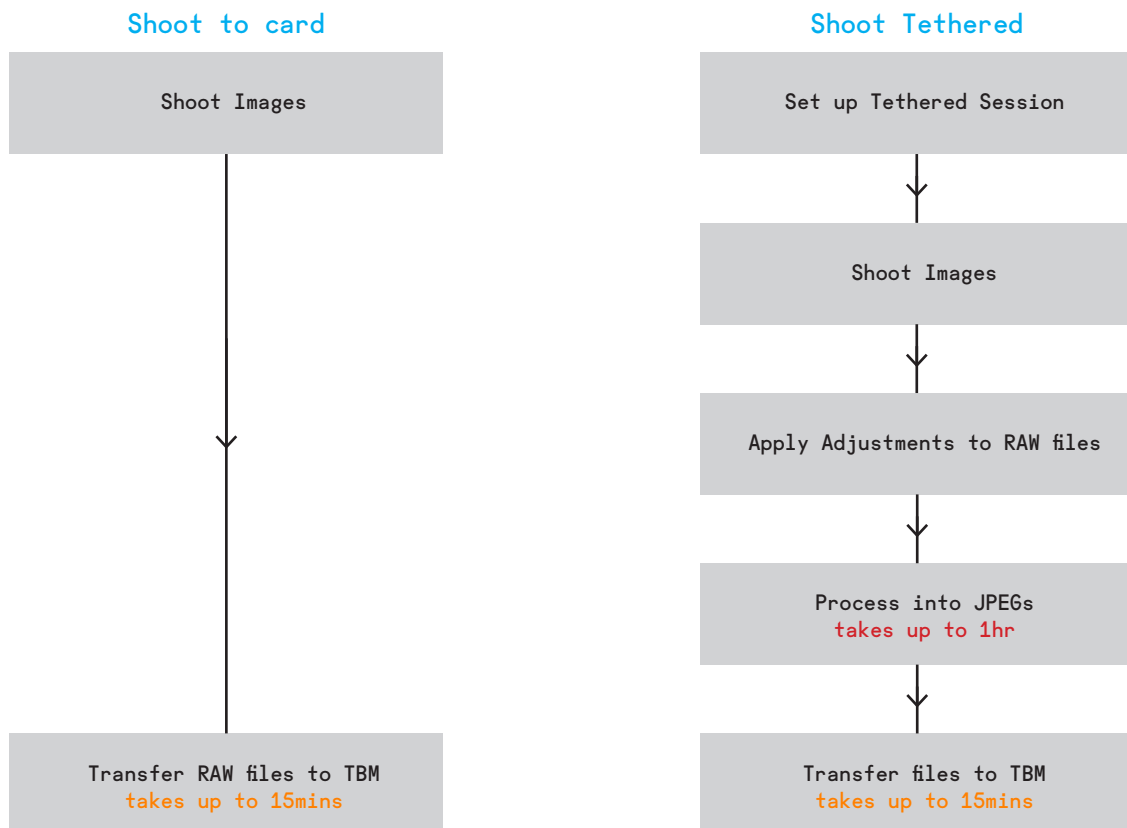 Shoot to card
Shoot Images
Transfer RAW files to TBM
takes up to 15mins
Shoot Tethered
Set up Tethered Session
Shoot Images
Apply Adjustments to RAW files
Process into JPEGs
takes up to 1hr
Transfer files to TBM
takes up to 15mins